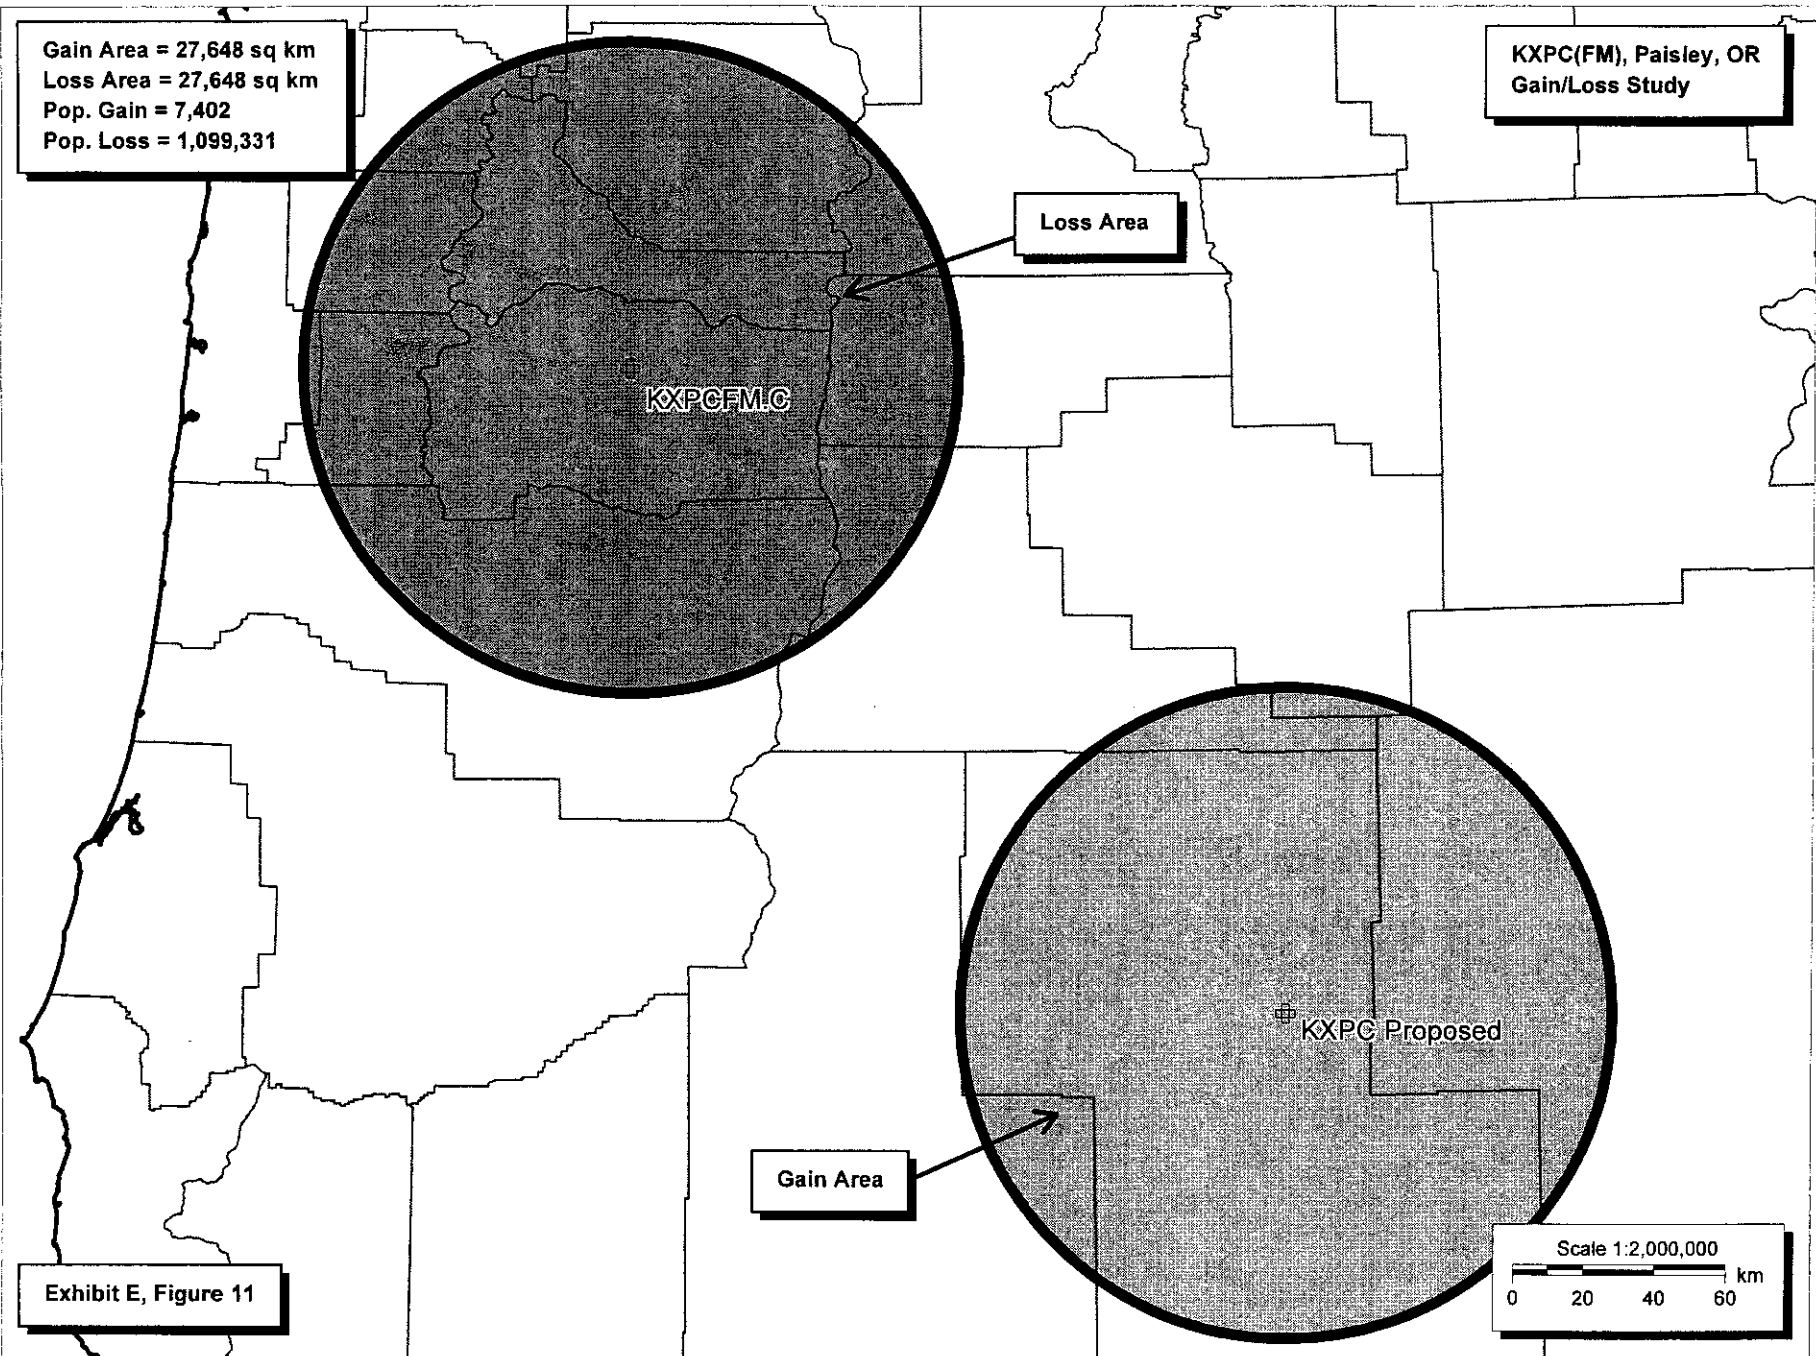 Gain Area = 27,648 sq km
Loss Area = 27,648 sq km
Pop. Gain = 7,402
Pop. Loss = 1,099,331
KXPC(FM), Paisley, OR
Gain/Loss Study
Loss Area
KXPCFM.C
KXPC Proposed
Gain Area
Exhibit E, Figure 11
Scale 1:2,000,000
km
0 20 40 60